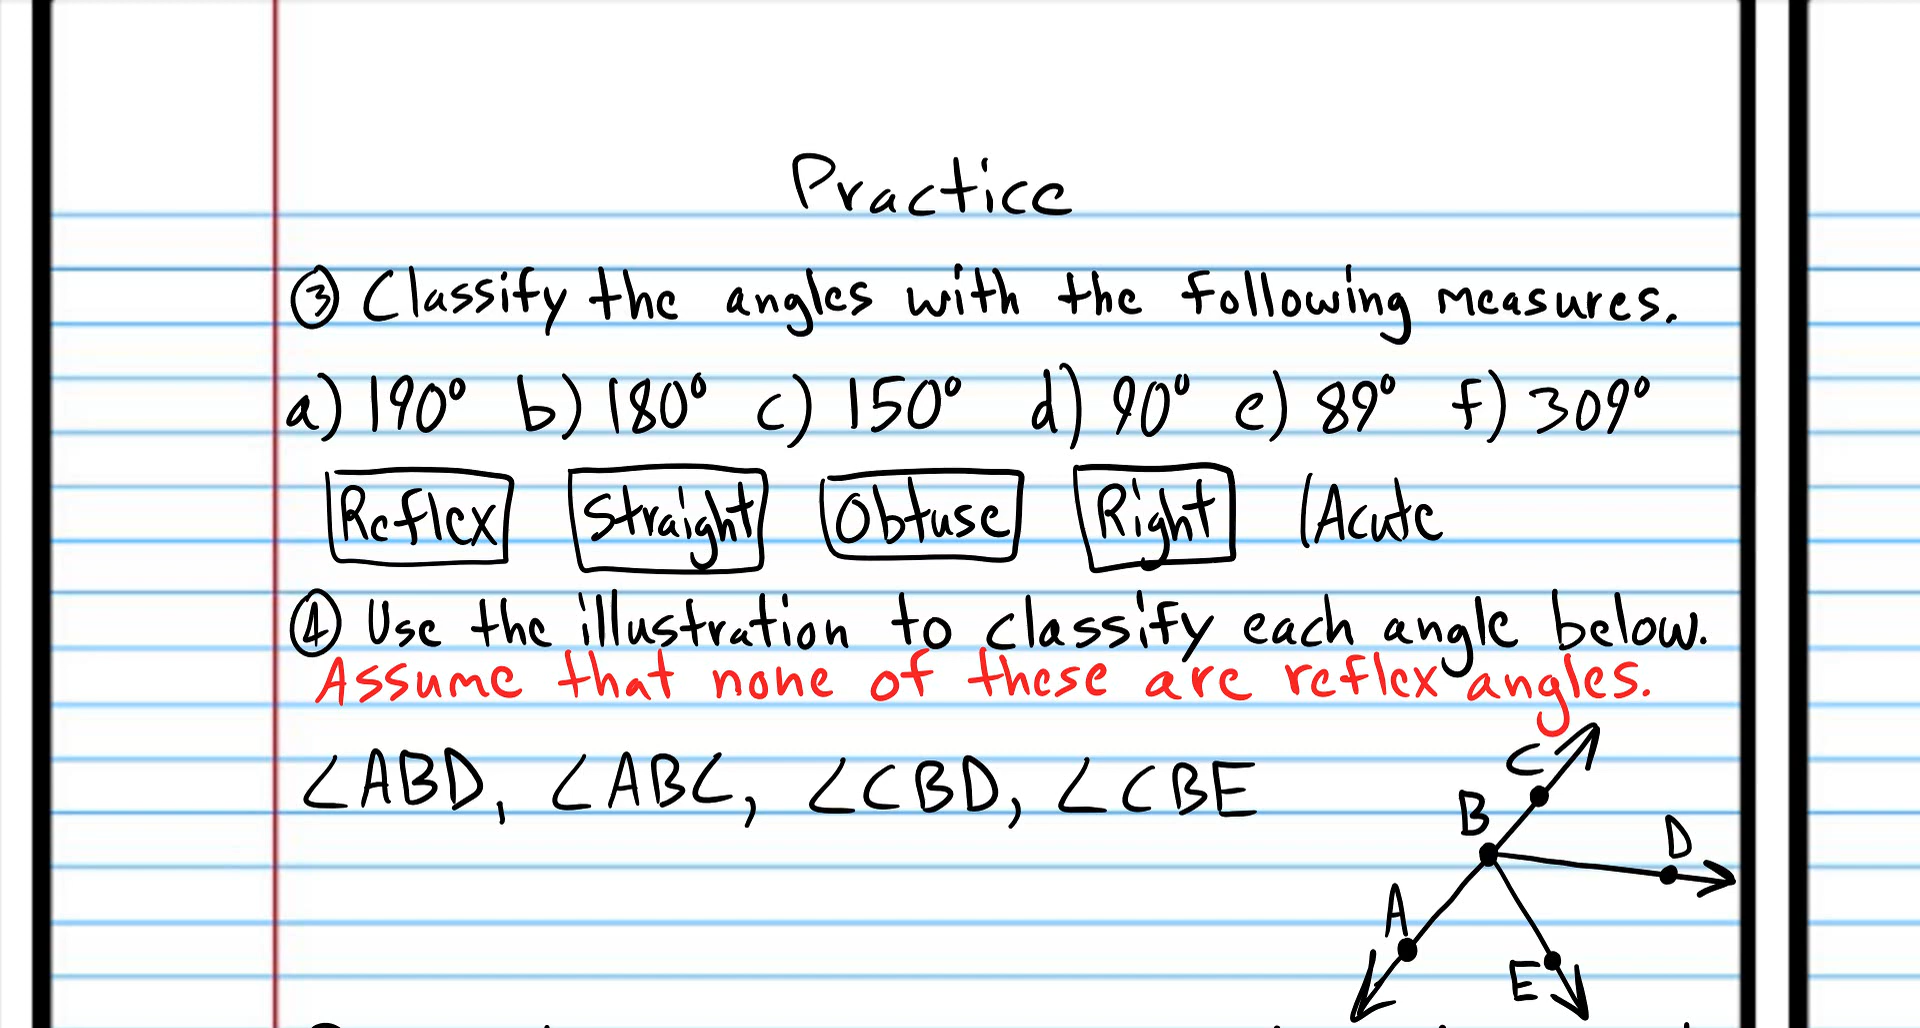 Practice
③ Classify the angles with the following measures.
a) 190° b) 180° c) 150° d) 90° e) 89° f) 309°
Reflex Straight Obtuse Right Acute
④ Use the illustration to classify each angle below.
Assume that none of these are reflex angles.
∠ABD, ∠ABC, ∠CBD, ∠CBE
C
B
D
A
E